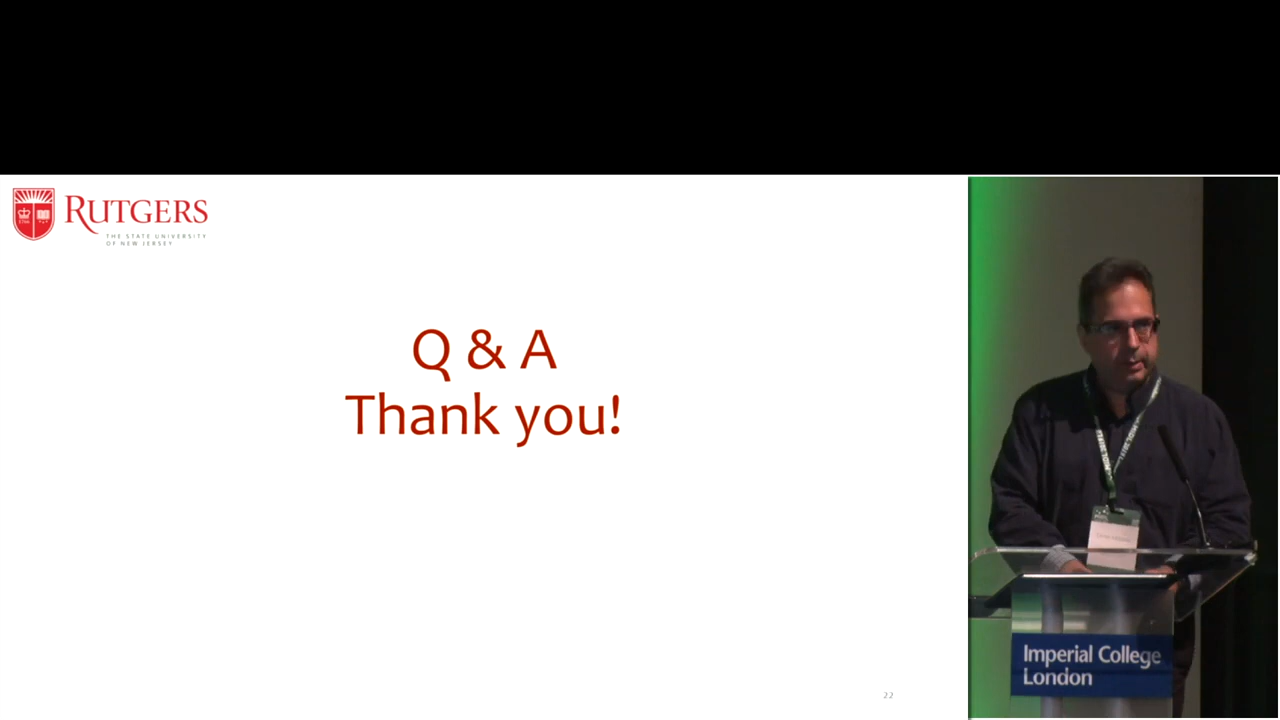 RUTGERS
THE STATE UNIVERSITY
OF NEW JERSEY
Q & A
Thank you!
22
Imperial College
London